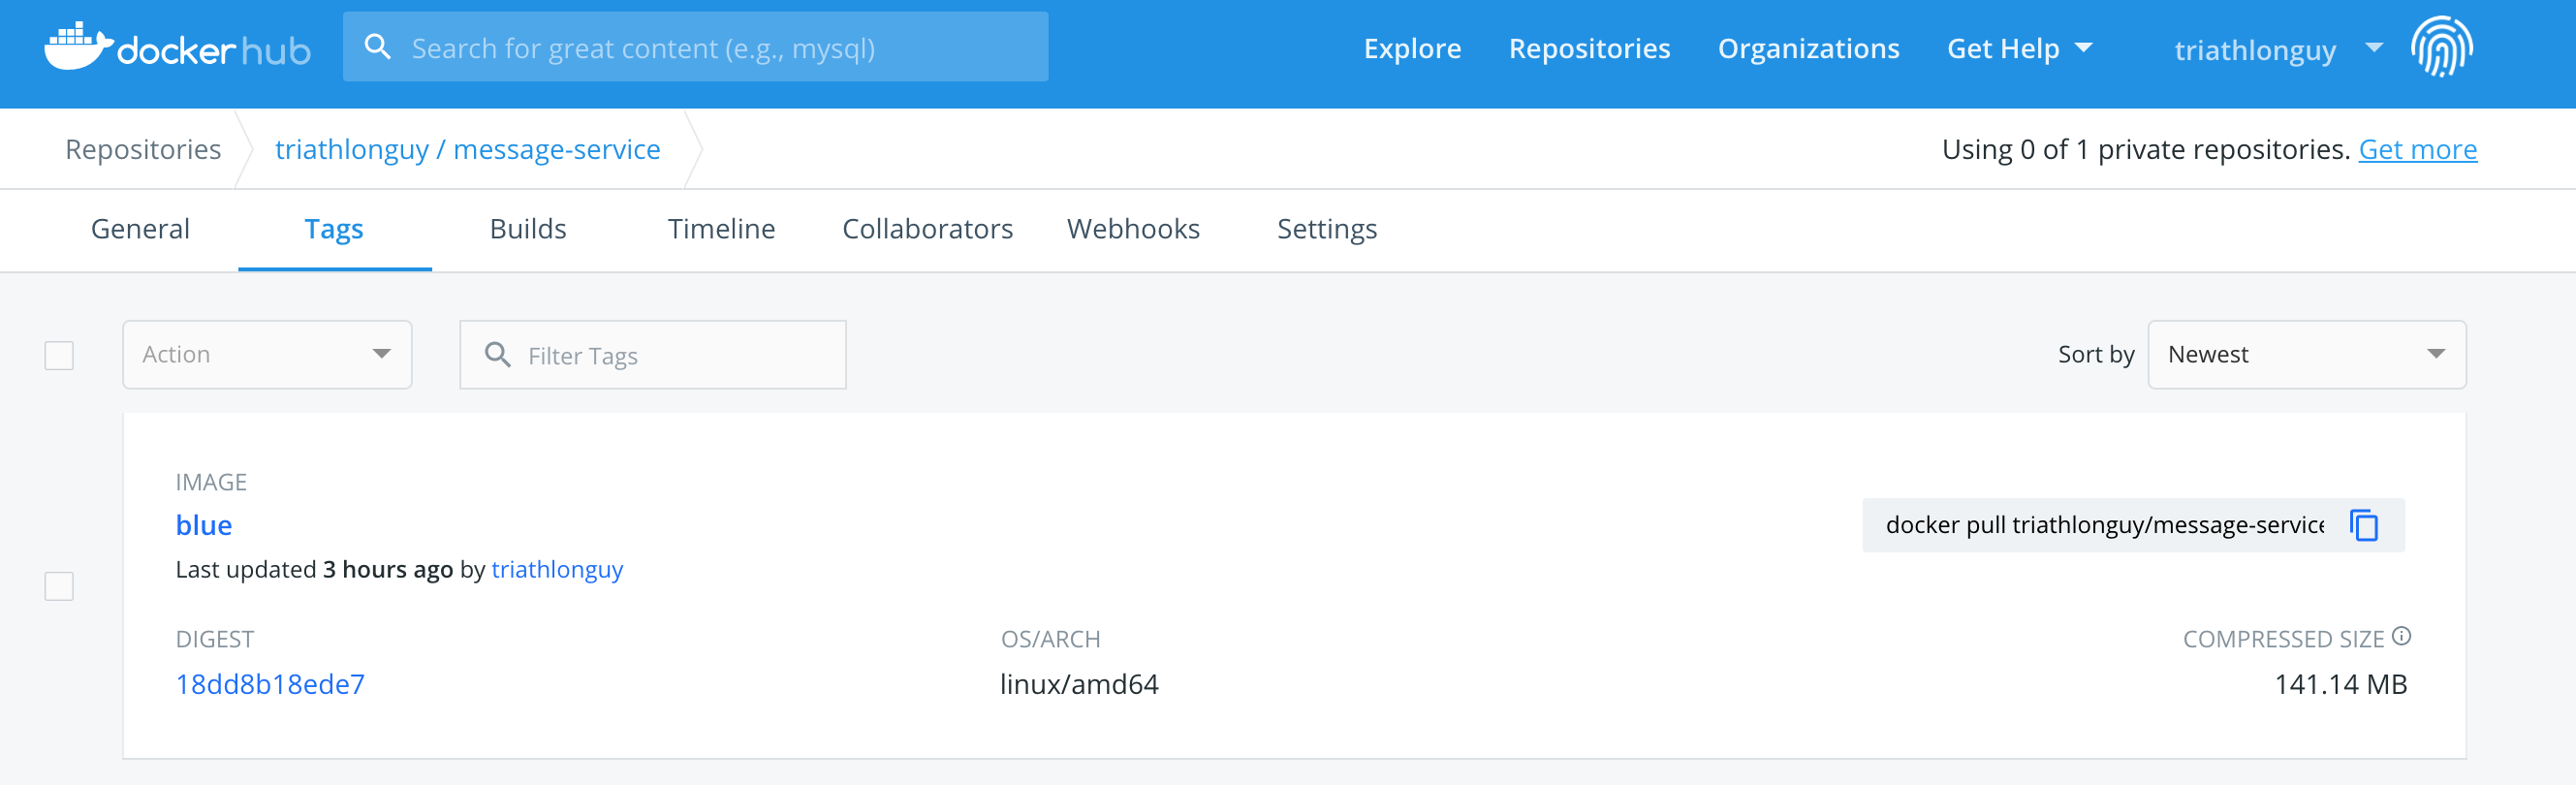 docker hub
Search for great content (e.g., mysql)
Explore
Repositories
Organizations
Get Help
triathlonguy
Repositories
triathlonguy / message-service
Using 0 of 1 private repositories. Get more
General
Tags
Builds
Timeline
Collaborators
Webhooks
Settings
Action
Filter Tags
Sort by
Newest
IMAGE
blue
Last updated 3 hours ago by triathlonguy
docker pull triathlonguy/message-service
DIGEST
18dd8b18ede7
OS/ARCH
linux/amd64
COMPRESSED SIZE
141.14 MB